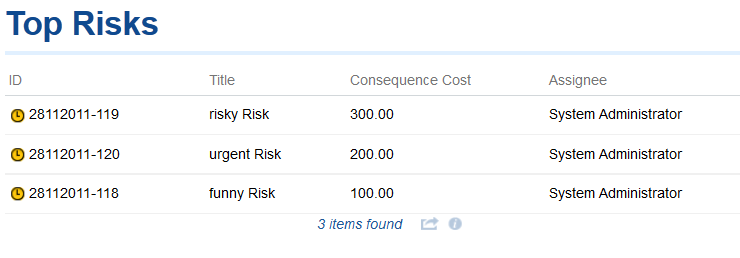 Top Risks
ID Title Consequence Cost Assignee
28112011-119 risky Risk 300.00 System Administrator
28112011-120 urgent Risk 200.00 System Administrator
28112011-118 funny Risk 100.00 System Administrator
3 items found